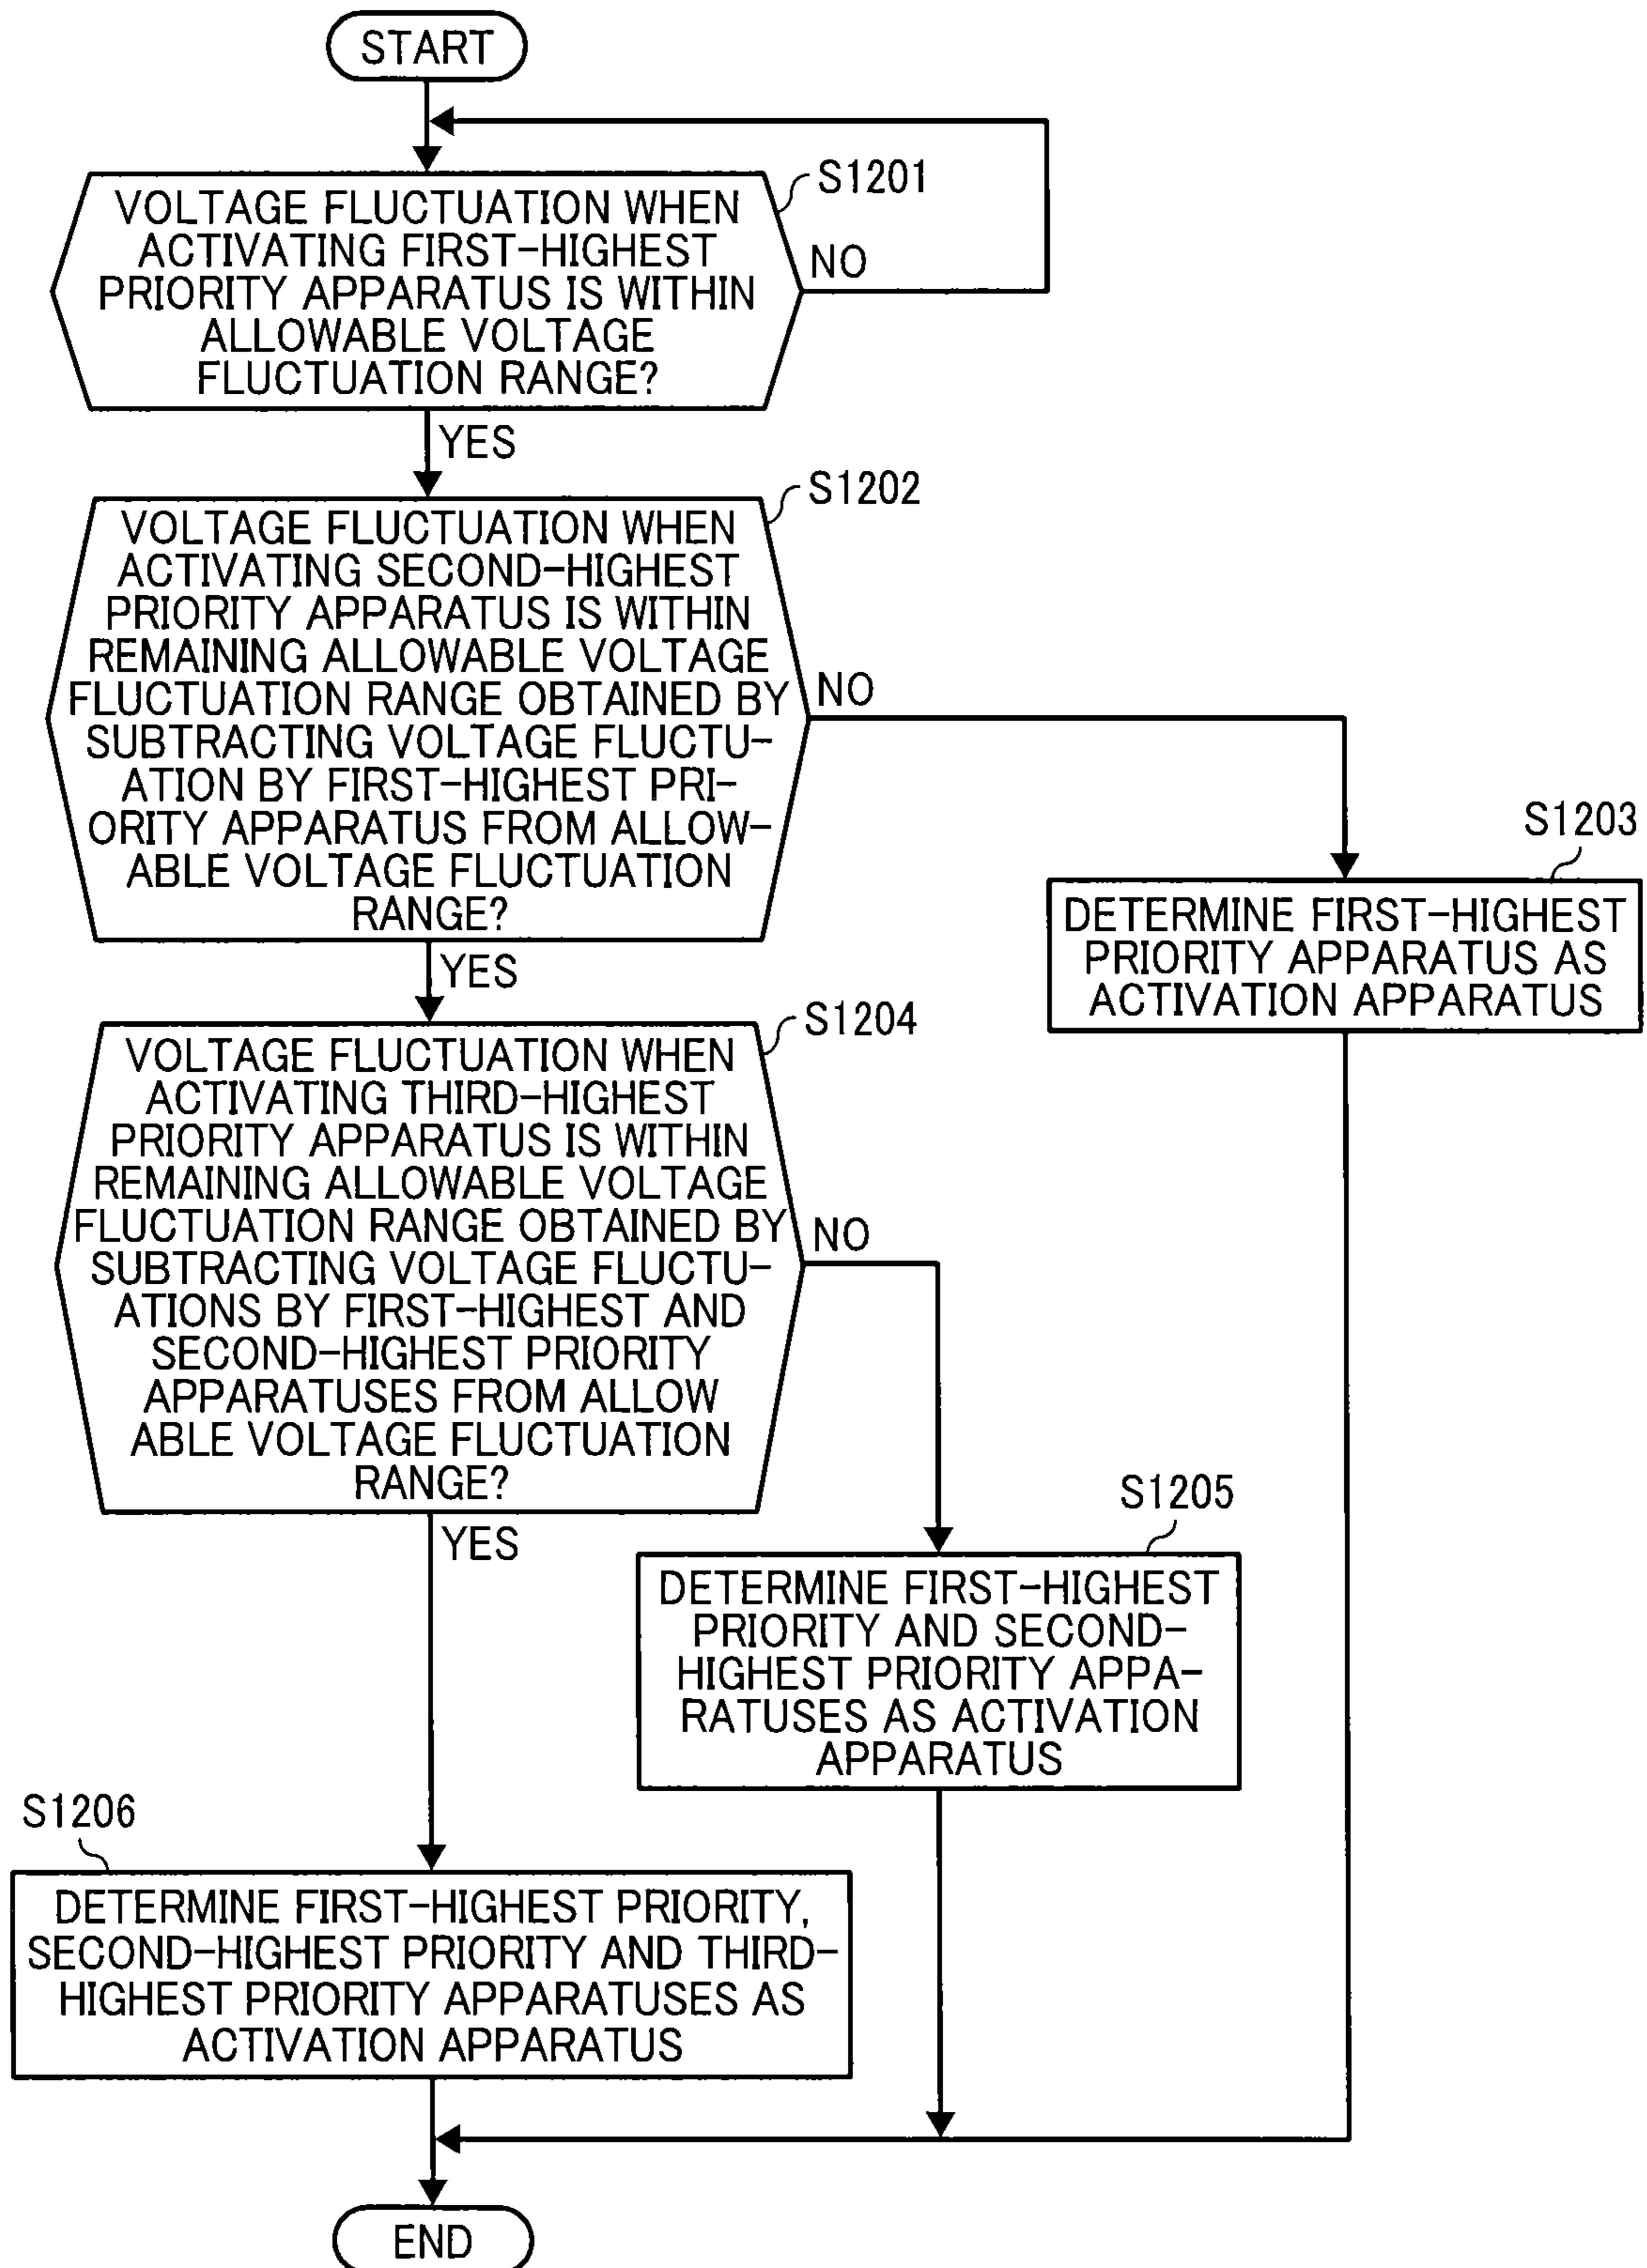 START
S1201
VOLTAGE FLUCTUATION WHEN
ACTIVATING FIRST-HIGHEST
PRIORITY APPARATUS IS WITHIN
ALLOWABLE VOLTAGE
FLUCTUATION RANGE?
NO
YES
S1202
VOLTAGE FLUCTUATION WHEN
ACTIVATING SECOND-HIGHEST
PRIORITY APPARATUS IS WITHIN
REMAINING ALLOWABLE VOLTAGE
FLUCTUATION RANGE OBTAINED BY
SUBTRACTING VOLTAGE FLUCTU-
ATION BY FIRST-HIGHEST PRI-
ORITY APPARATUS FROM ALLOW-
ABLE VOLTAGE FLUCTUATION
RANGE?
NO
YES
S1203
DETERMINE FIRST-HIGHEST
PRIORITY APPARATUS AS
ACTIVATION APPARATUS
S1204
VOLTAGE FLUCTUATION WHEN
ACTIVATING THIRD-HIGHEST
PRIORITY APPARATUS IS WITHIN
REMAINING ALLOWABLE VOLTAGE
FLUCTUATION RANGE OBTAINED BY
SUBTRACTING VOLTAGE FLUCTU-
ATIONS BY FIRST-HIGHEST AND
SECOND-HIGHEST PRIORITY
APPARATUSES FROM ALLOW
ABLE VOLTAGE FLUCTUATION
RANGE?
NO
YES
S1205
DETERMINE FIRST-HIGHEST
PRIORITY AND SECOND-
HIGHEST PRIORITY APPA-
RATUSES AS ACTIVATION
APPARATUS
S1206
DETERMINE FIRST-HIGHEST PRIORITY,
SECOND-HIGHEST PRIORITY AND THIRD-
HIGHEST PRIORITY APPARATUSES AS
ACTIVATION APPARATUS
END